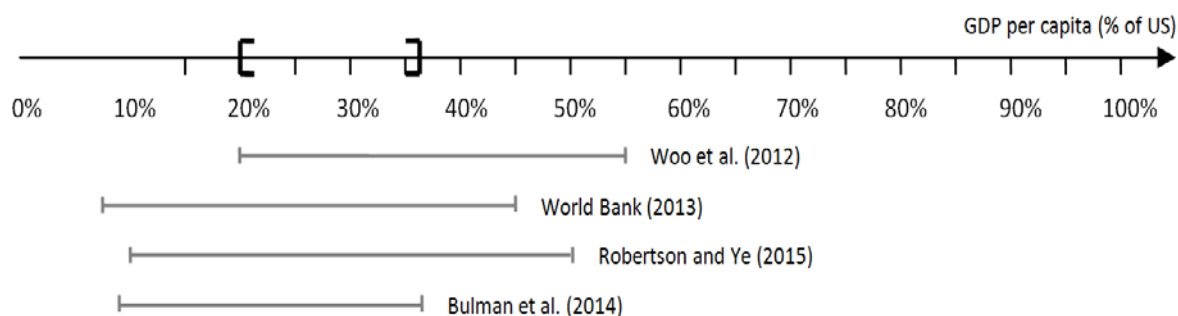 GDP per capita (% of US)
0% 10% 20% 30% 40% 50% 60% 70% 80% 90% 100%
Woo et al. (2012)
World Bank (2013)
Robertson and Ye (2015)
Bulman et al. (2014)